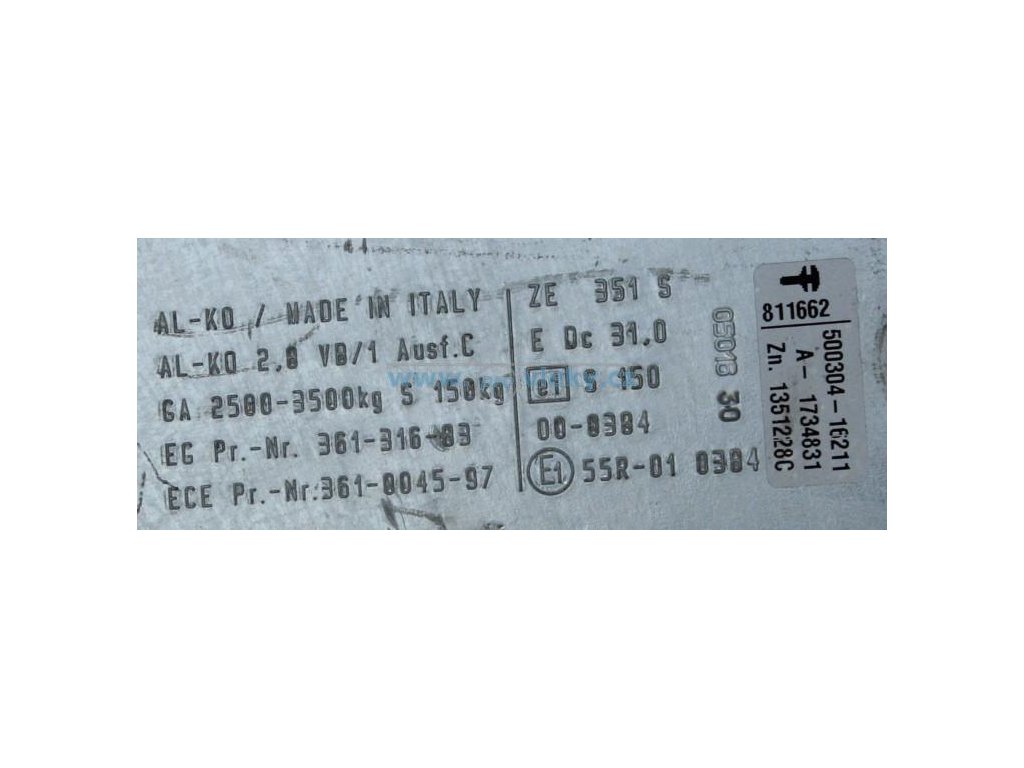 AL-KO / MADE IN ITALY
AL-KO 2,8 VB/1 Ausf.C
GA 2500-3500kg S 150kg
EG Pr.-Nr. 361-316-83
ECE Pr.-Nr:361-0045-97
ZE 351 S
E Dc 31,0
e1 S 150
00-0384
E1 55R-01 0384
05018 30
811662
500304-16211
A- 1734831
Zn. 1351228C